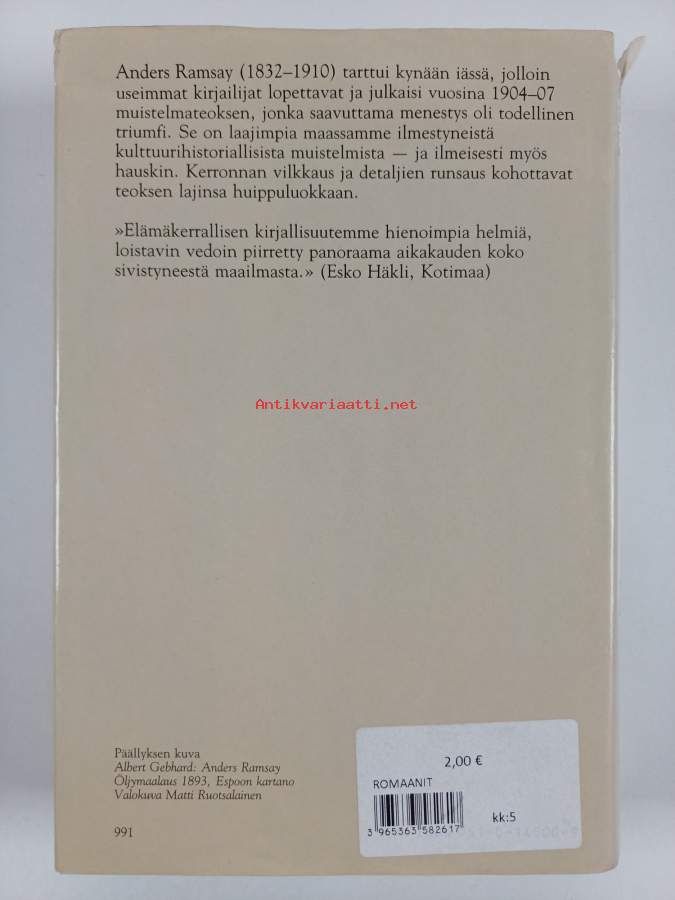 Anders Ramsay (1832–1910) tarttui kynään iässä, jolloin
useimmat kirjailijat lopettavat ja julkaisi vuosina 1904–07
muistelmateoksen, jonka saavuttama menestys oli todellinen
triumfi. Se on laajimpia maassamme ilmestyneistä
kulttuurihistoriallisista muistelmista — ja ilmeisesti myös
hauskin. Kerronnan vilkkaus ja detaljien runsaus kohottavat
teoksen lajinsa huippuluokkaan.
»Elämäkerrallisen kirjallisuutemme hienoimpia helmiä,
loistavin vedoin piirretty panoraama aikakauden koko
sivistyneestä maailmasta.» (Esko Häkli, Kotimaa)
Antikvariaatti.net
Päällyksen kuva
Albert Gebhard: Anders Ramsay
Öljymaalaus 1893, Espoon kartano
Valokuva Matti Ruotsalainen
991
2,00 €
ROMAANIT
3 965363 582617
kk:5